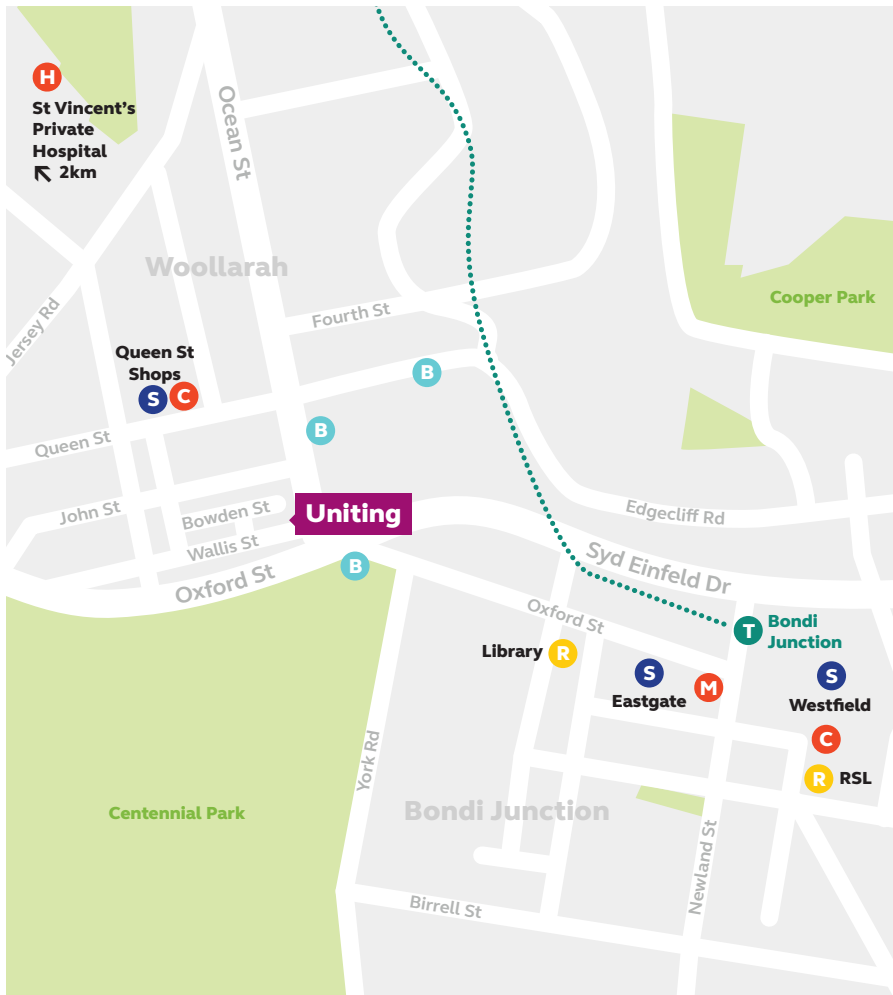 H
St Vincent's
Private
Hospital
2km
Ocean St
Woollarah
Jersey Rd
Fourth St
Cooper Park
Queen St
Shops
S C
B
B
Queen St
John St
Bowden St
Uniting
Wallis St
Edgecliff Rd
Oxford St
B
Syd Einfeld Dr
Oxford St
T Bondi
Junction
Library R
S
Eastgate
M
S
Westfield
C
R RSL
York Rd
Centennial Park
Bondi Junction
Newland St
Birrell St